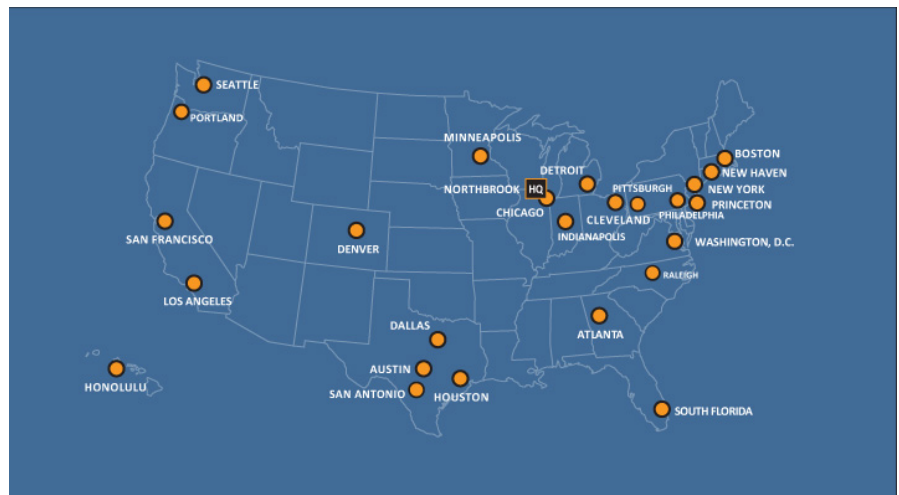 SEATTLE
PORTLAND
MINNEAPOLIS
BOSTON
DETROIT
NEW HAVEN
NORTHBROOK HQ
PITTSBURGH
NEW YORK
CHICAGO
CLEVELAND
PHILADELPHIA
PRINCETON
SAN FRANCISCO
DENVER
INDIANAPOLIS
WASHINGTON, D.C.
RALEIGH
LOS ANGELES
DALLAS
ATLANTA
AUSTIN
HONOLULU
SAN ANTONIO
HOUSTON
SOUTH FLORIDA